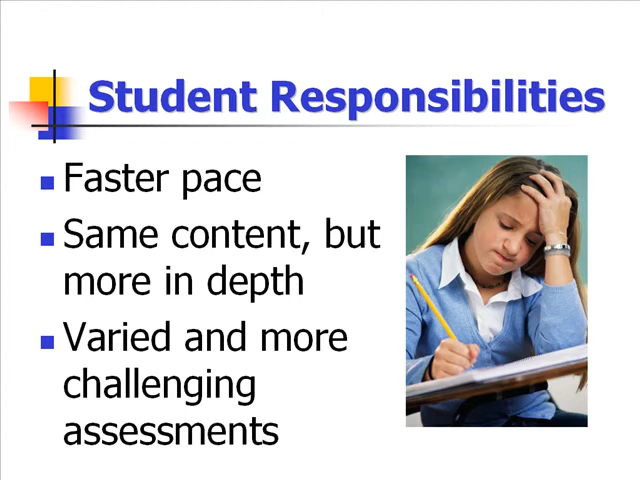 Student Responsibilities
Faster pace
Same content, but
more in depth
Varied and more
challenging
assessments